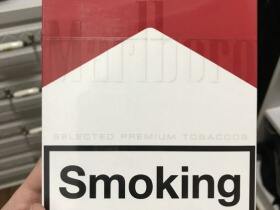 Marlboro
SELECTED PREMIUM TOBACCOS
Smoking